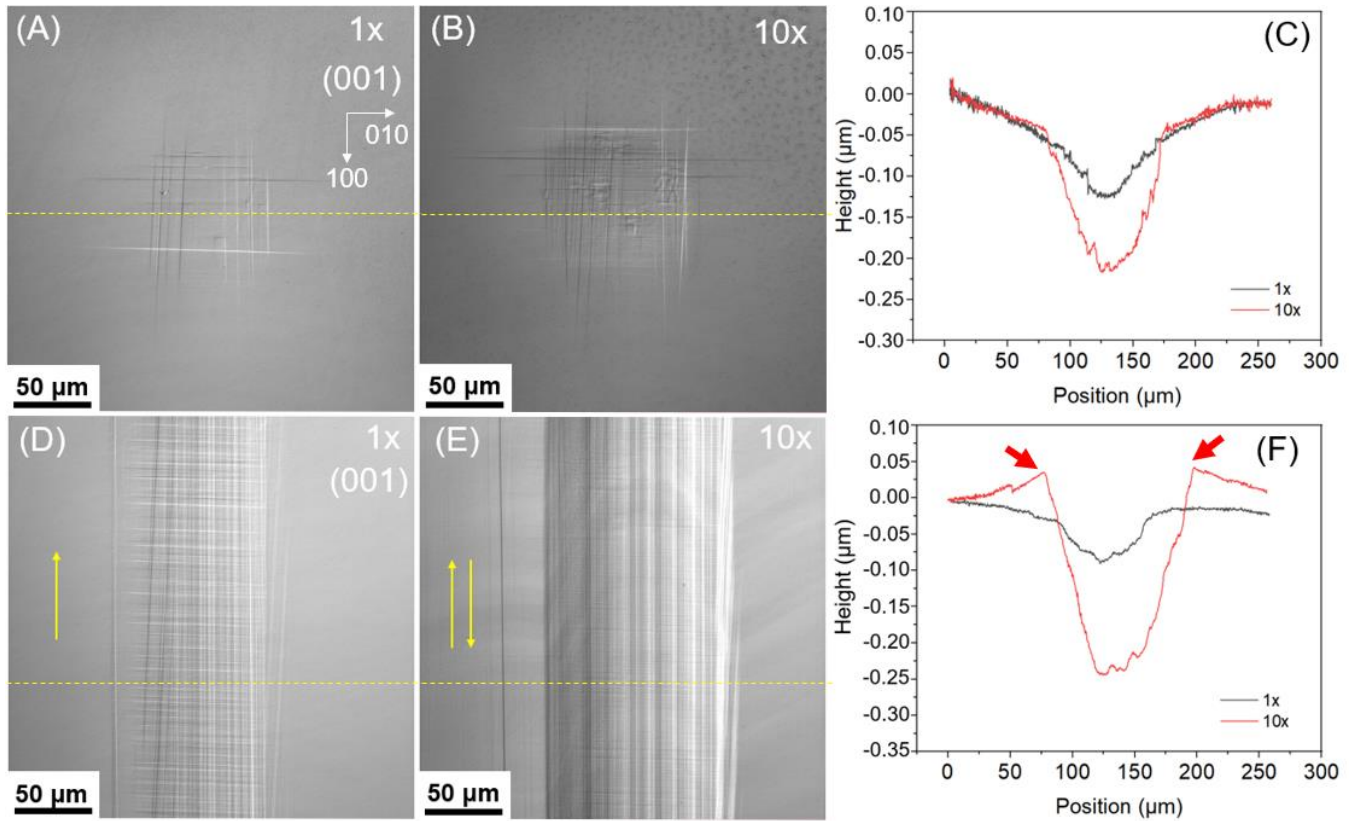 (A)
1x
(001)
010
100
50 µm
(B)
10x
50 µm
(C)
0.10
0.05
0.00
-0.05
-0.10
-0.15
-0.20
-0.25
-0.30
Height (µm)
0
50
100
150
200
250
300
Position (µm)
1x
10x
(D)
1x
(001)
50 µm
(E)
10x
50 µm
(F)
0.10
0.05
0.00
-0.05
-0.10
-0.15
-0.20
-0.25
-0.30
-0.35
Height (µm)
0
50
100
150
200
250
300
Position (µm)
1x
10x